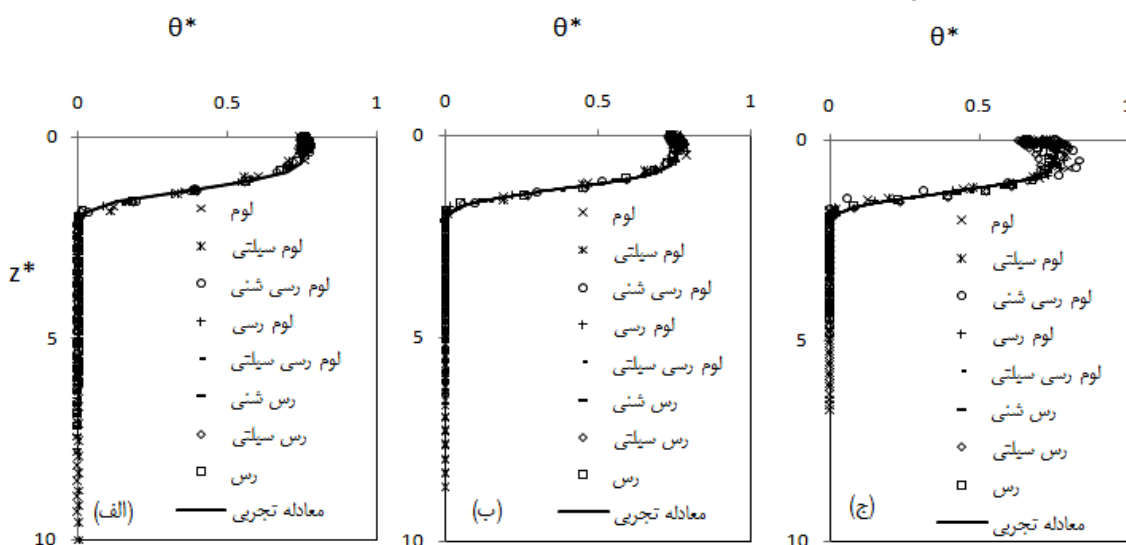 θ*
0 0.5 1
0
5
10
z*
لوم
لوم سیلتی
لوم رسی شنی
لوم رسی
لوم رسی سیلتی
رس شنی
رس سیلتی
رس
معادله تجربی
(الف)
θ*
0 0.5 1
0
5
10
لوم
لوم سیلتی
لوم رسی شنی
لوم رسی
لوم رسی سیلتی
رس شنی
رس سیلتی
رس
معادله تجربی
(ب)
θ*
0 0.5 1
0
5
10
لوم
لوم سیلتی
لوم رسی شنی
لوم رسی
لوم رسی سیلتی
رس شنی
رس سیلتی
رس
معادله تجربی
(ج)